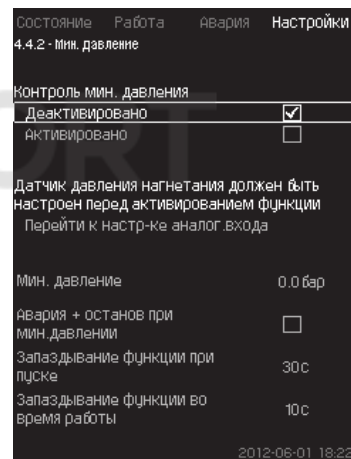 Состояние Работа Авария Настройки
4.4.2 - Мин. давление
Контроль мин. давления
Деактивировано
Активировано
Датчик давления нагнетания должен быть
настроен перед активированием функции
Перейти к настр-ке аналог.входа
Мин. давление 0.0 бар
Авария + останов при
мин.давлении
Запаздывание функции при
пуске 30с
Запаздывание функции во
время работы 10с
2012-06-01 18:22